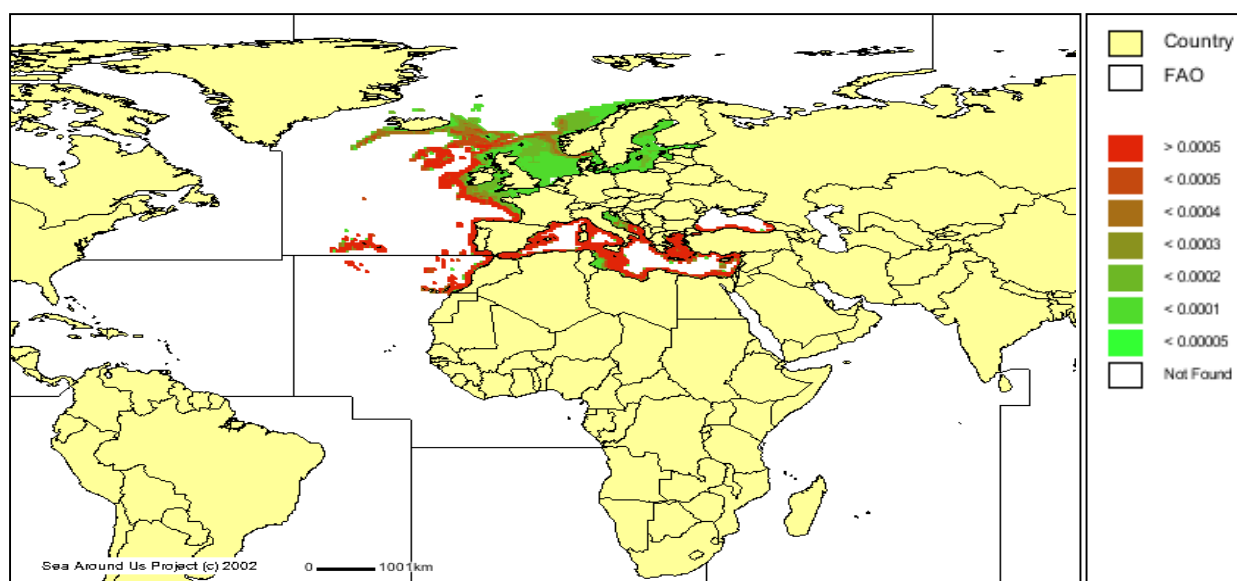 Country
FAO
> 0.0005
< 0.0005
< 0.0004
< 0.0003
< 0.0002
< 0.0001
< 0.00005
Not Found
Sea Around Us Project (c) 2002
0 1001km